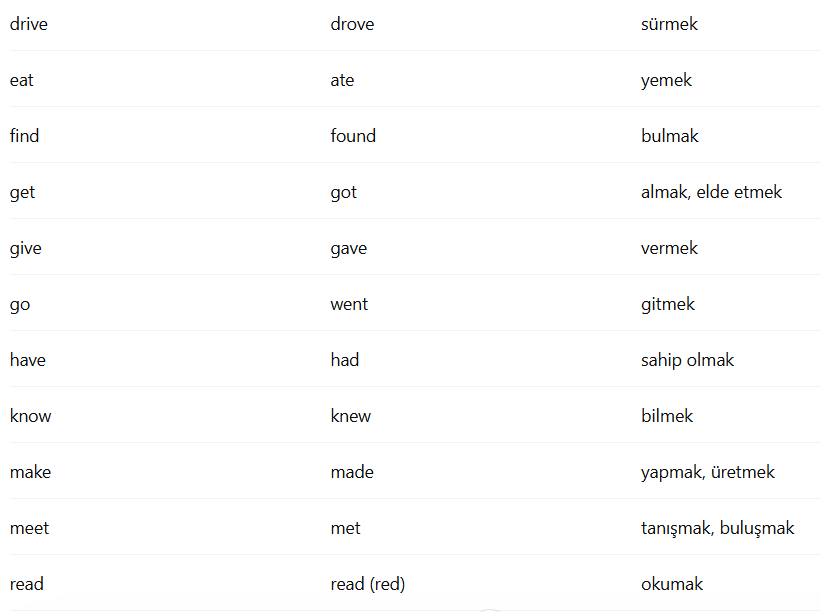 drive drove sürmek
eat ate yemek
find found bulmak
get got almak, elde etmek
give gave vermek
go went gitmek
have had sahip olmak
know knew bilmek
make made yapmak, üretmek
meet met tanışmak, buluşmak
read read (red) okumak